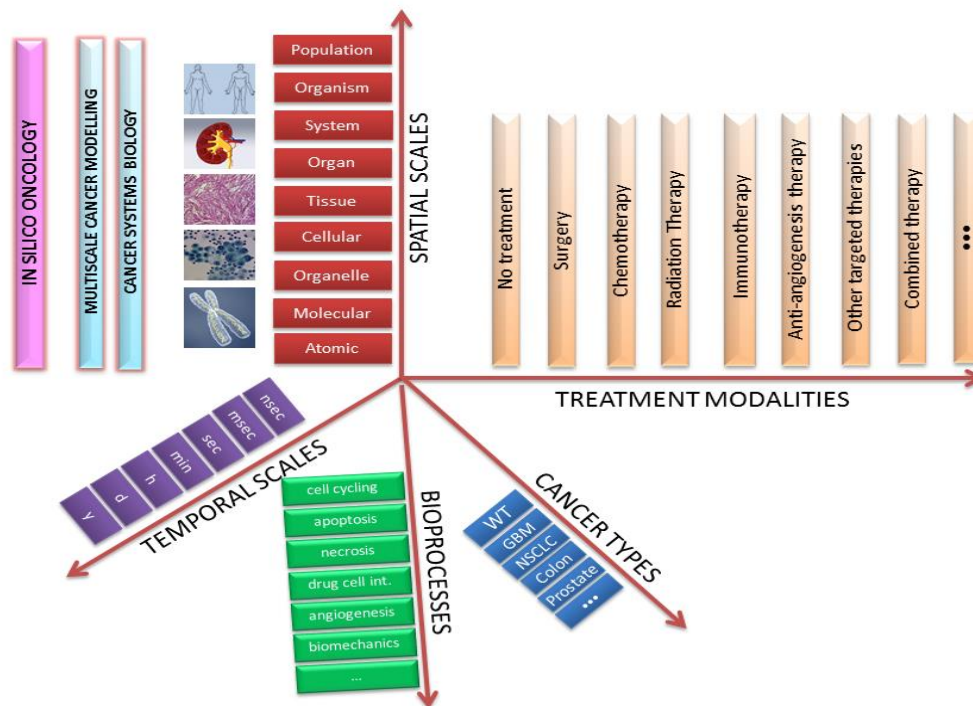 IN SILICO ONCOLOGY
MULTISCALE CANCER MODELLING
CANCER SYSTEMS BIOLOGY
Population
Organism
System
Organ
Tissue
Cellular
Organelle
Molecular
Atomic
SPATIAL SCALES
No treatment
Surgery
Chemotherapy
Radiation Therapy
Immunotherapy
Anti-angiogenesis therapy
Other targeted therapies
Combined therapy
...
TREATMENT MODALITIES
nsec
msec
sec
min
h
d
y
TEMPORAL SCALES
cell cycling
apoptosis
necrosis
drug cell int.
angiogenesis
biomechanics
...
BIOPROCESSES
WT
GBM
NSCLC
Colon
Prostate
...
CANCER TYPES